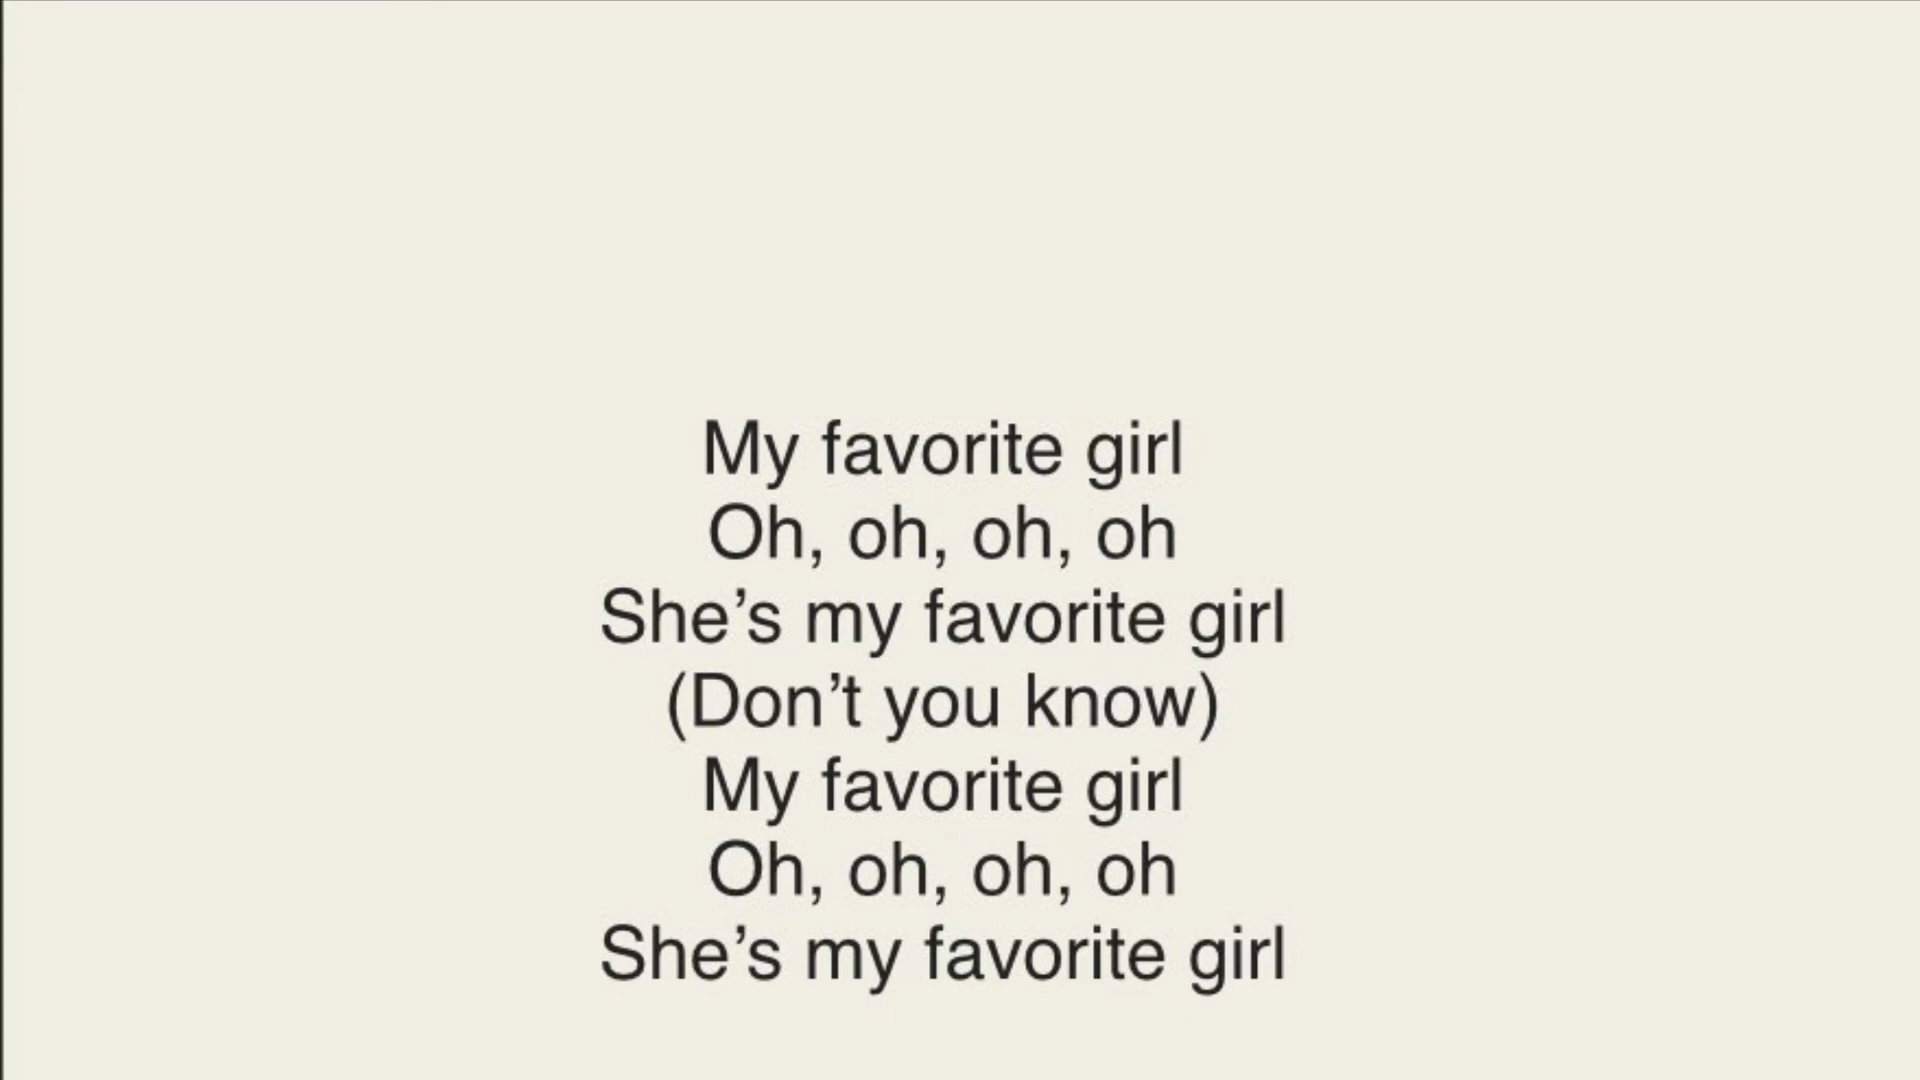 My favorite girl
Oh, oh, oh, oh
She’s my favorite girl
(Don’t you know)
My favorite girl
Oh, oh, oh, oh
She’s my favorite girl